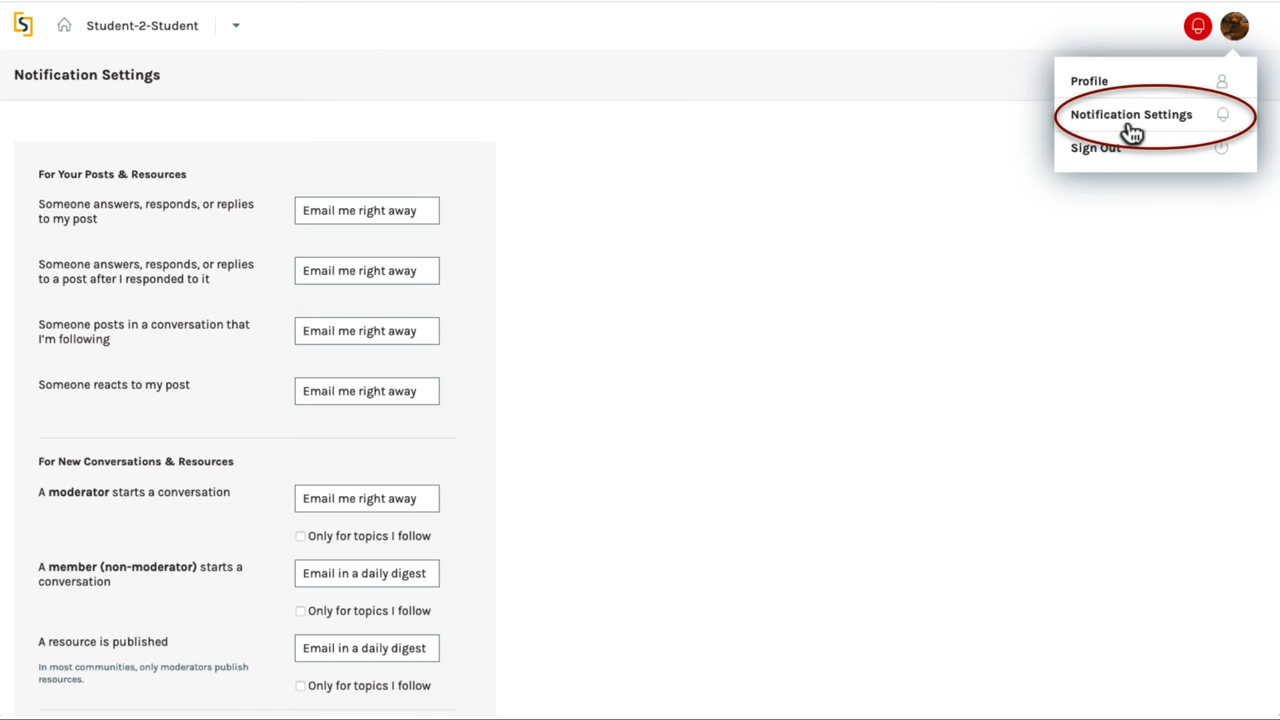 S
Student-2-Student
Notification Settings
Profile
Notification Settings
Sign Out
For Your Posts & Resources
Someone answers, responds, or replies
to my post
Email me right away
Someone answers, responds, or replies
to a post after I responded to it
Email me right away
Someone posts in a conversation that
I'm following
Email me right away
Someone reacts to my post
Email me right away
For New Conversations & Resources
A moderator starts a conversation
Email me right away
Only for topics I follow
A member (non-moderator) starts a
conversation
Email in a daily digest
Only for topics I follow
A resource is published
Email in a daily digest
In most communities, only moderators publish
resources.
Only for topics I follow